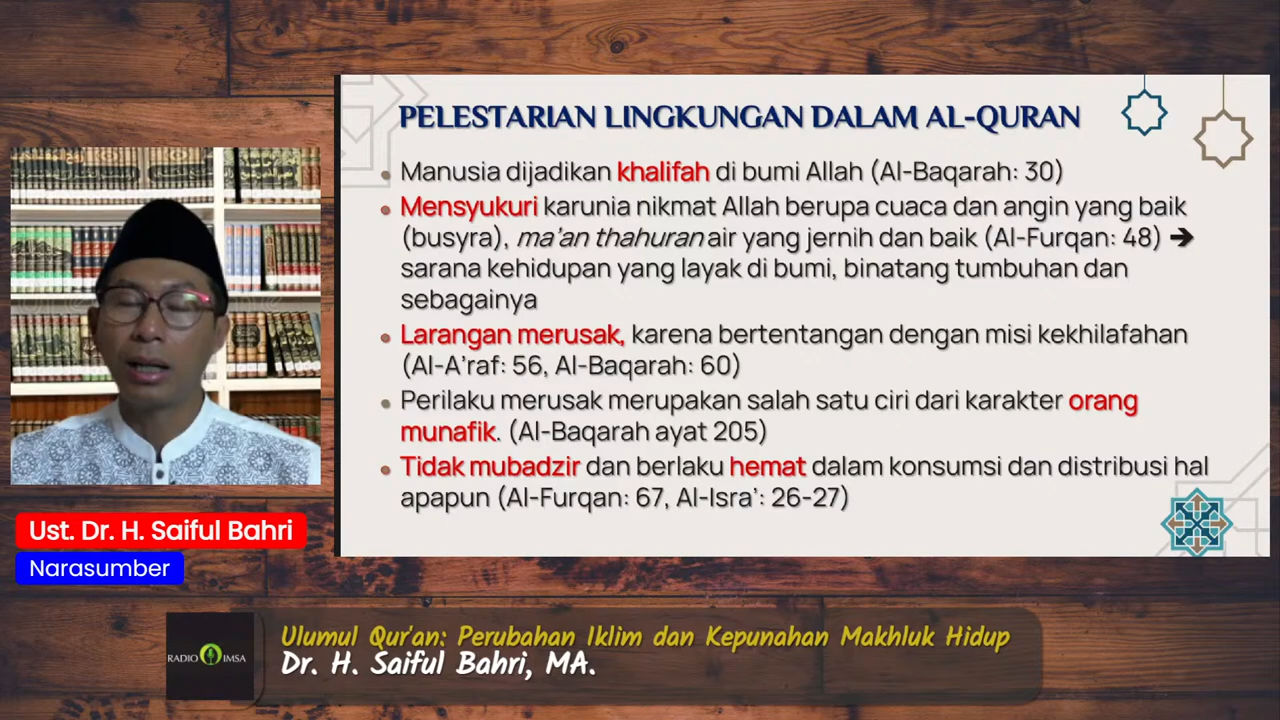 PELESTARIAN LINGKUNGAN DALAM AL-QURAN
Manusia dijadikan khalifah di bumi Allah (Al-Baqarah: 30)
Mensyukuri karunia nikmat Allah berupa cuaca dan angin yang baik
(busyra), ma'an thahuran air yang jernih dan baik (Al-Furqan: 48) ➔
sarana kehidupan yang layak di bumi, binatang tumbuhan dan
sebagainya
Larangan merusak, karena bertentangan dengan misi kekhilafahan
(Al-A'raf: 56, Al-Baqarah: 60)
Perilaku merusak merupakan salah satu ciri dari karakter orang
munafik. (Al-Baqarah ayat 205)
Tidak mubadzir dan berlaku hemat dalam konsumsi dan distribusi hal
apapun (Al-Furqan: 67, Al-Isra': 26-27)
Ust. Dr. H. Saiful Bahri
Narasumber
RADIO IMSA
Ulumul Qur'an: Perubahan Iklim dan Kepunahan Makhluk Hidup
Dr. H. Saiful Bahri, MA.